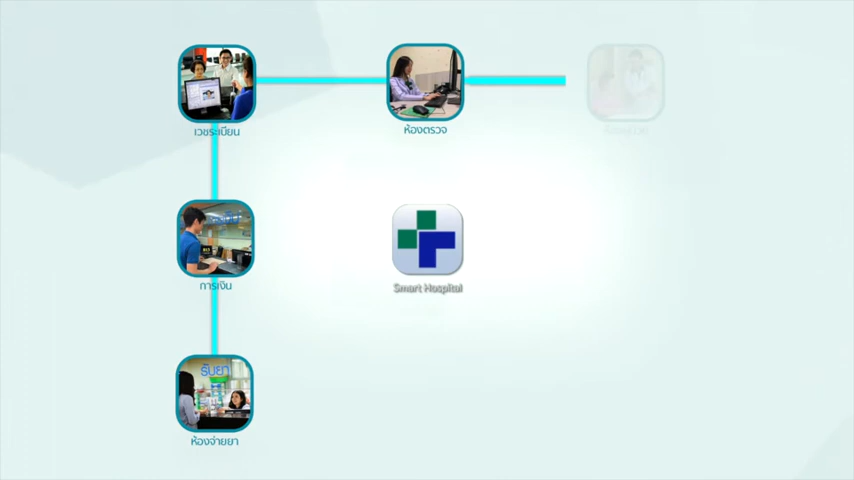 เวชระเบียน
ห้องตรวจ
การเงิน
Smart Hospital
รับยา
ห้องจ่ายยา